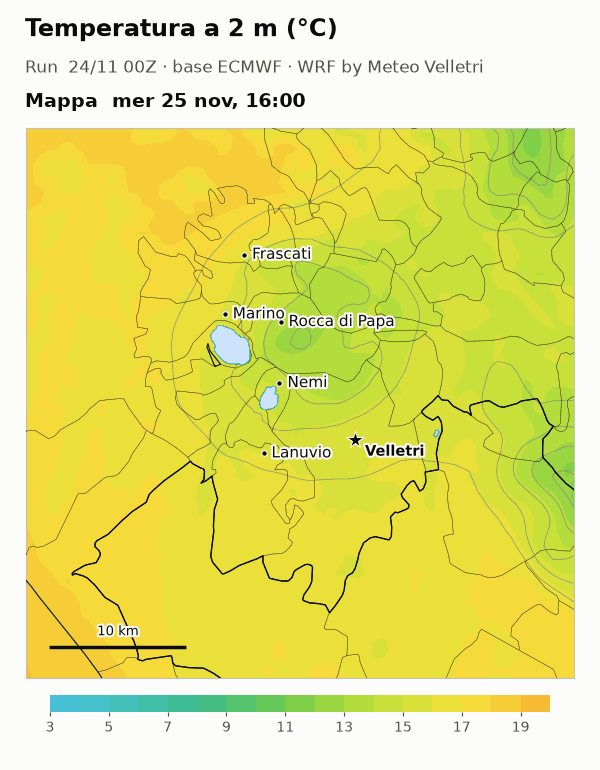 Temperatura a 2 m (°C)
Run 24/11 00Z · base ECMWF · WRF by Meteo Velletri
Mappa mer 25 nov, 16:00
Frascati
Marino
Rocca di Papa
Nemi
Velletri
Lanuvio
10 km
3 5 7 9 11 13 15 17 19